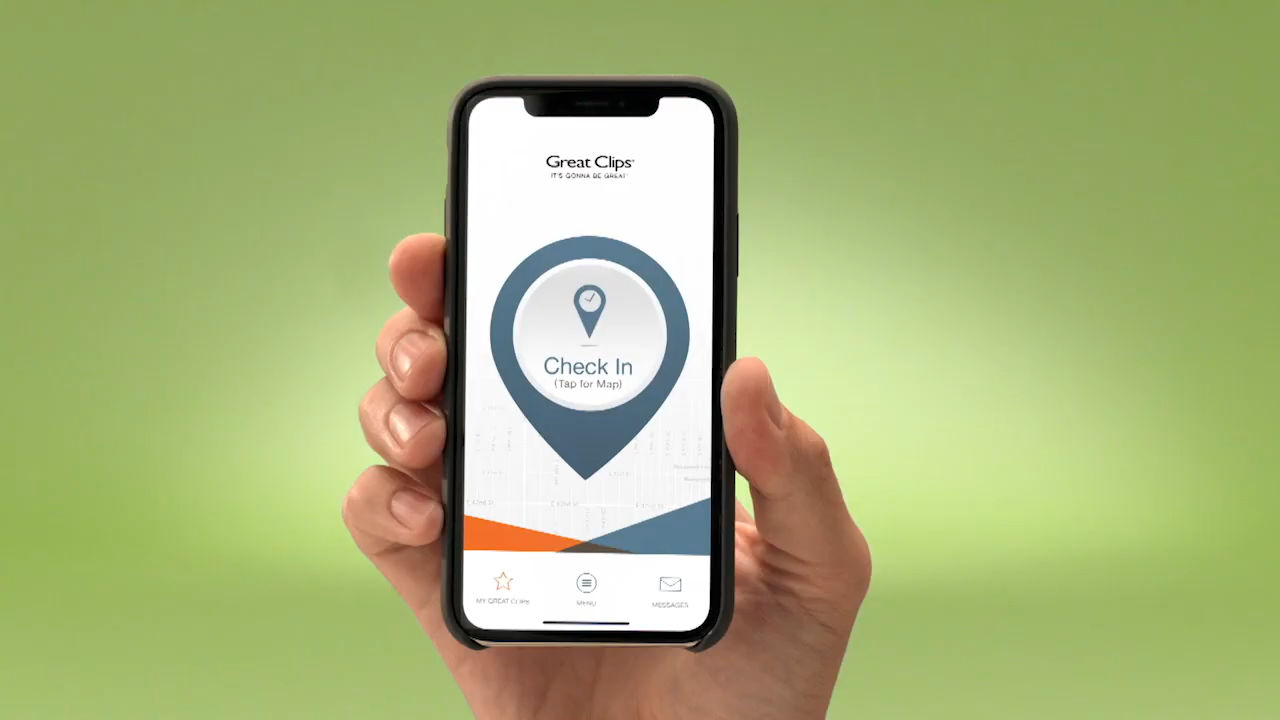 Great Clips®
IT'S GONNA BE GREAT®
Check In
(Tap for Map)
MY GREAT CLIPS
MENU
MESSAGES